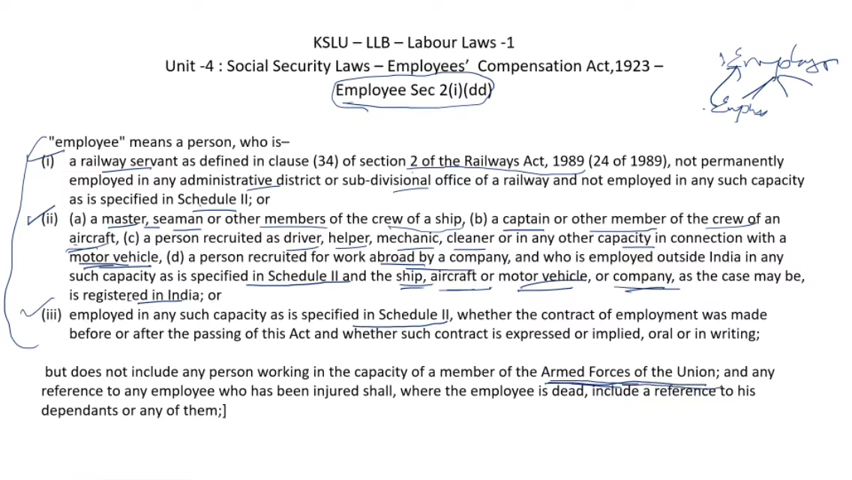 KSLU – LLB – Labour Laws -1
Unit -4 : Social Security Laws – Employees' Compensation Act,1923 –
Employee Sec 2(i)(dd)
Employer
"employee" means a person, who is–
(i) a railway servant as defined in clause (34) of section 2 of the Railways Act, 1989 (24 of 1989), not permanently
employed in any administrative district or sub-divisional office of a railway and not employed in any such capacity
as is specified in Schedule II; or
(ii) (a) a master, seaman or other members of the crew of a ship, (b) a captain or other member of the crew of an
aircraft, (c) a person recruited as driver, helper, mechanic, cleaner or in any other capacity in connection with a
motor vehicle, (d) a person recruited for work abroad by a company, and who is employed outside India in any
such capacity as is specified in Schedule II and the ship, aircraft or motor vehicle, or company, as the case may be,
is registered in India; or
(iii) employed in any such capacity as is specified in Schedule II, whether the contract of employment was made
before or after the passing of this Act and whether such contract is expressed or implied, oral or in writing;
but does not include any person working in the capacity of a member of the Armed Forces of the Union; and any
reference to any employee who has been injured shall, where the employee is dead, include a reference to his
dependants or any of them;]